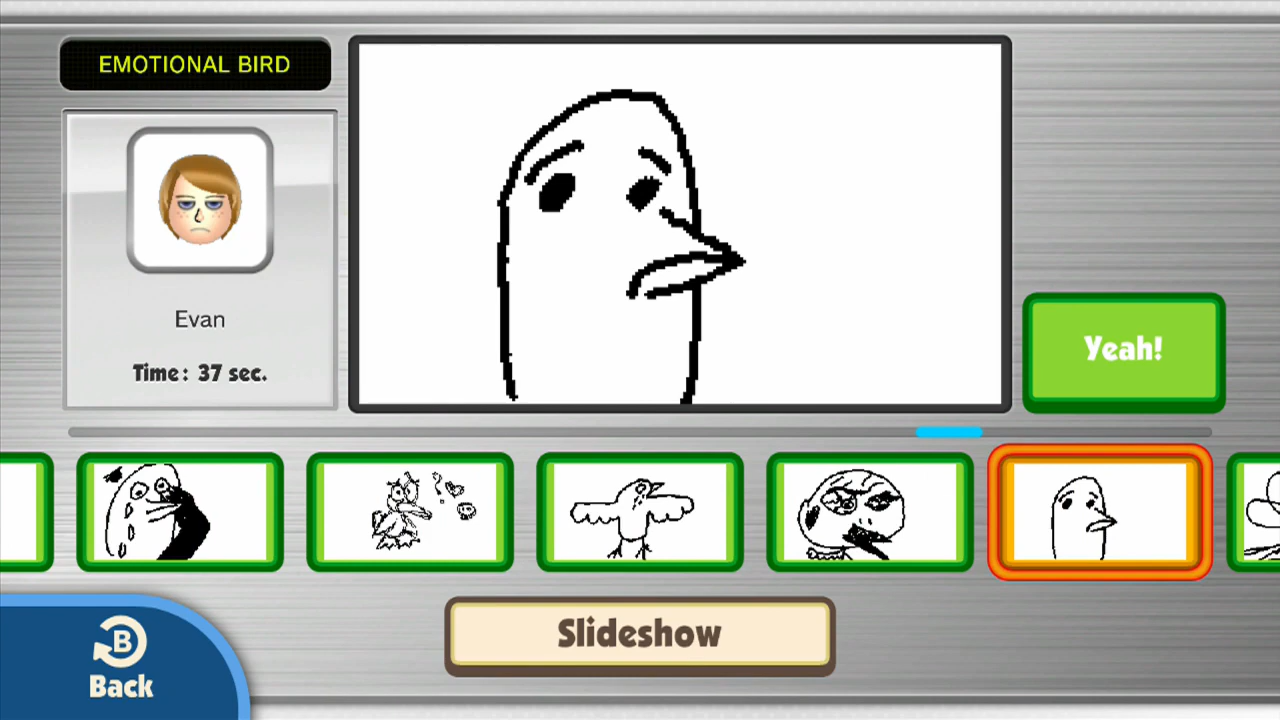 EMOTIONAL BIRD
Evan
Time: 37 sec.
Yeah!
Slideshow
B
Back